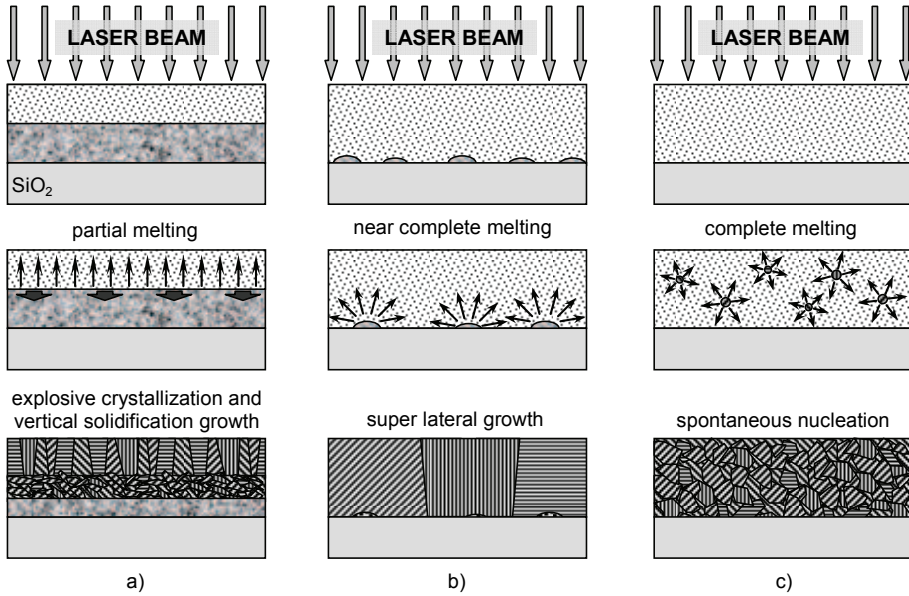 LASER BEAM
LASER BEAM
LASER BEAM
SiO₂
partial melting
near complete melting
complete melting
explosive crystallization and
vertical solidification growth
super lateral growth
spontaneous nucleation
a)
b)
c)